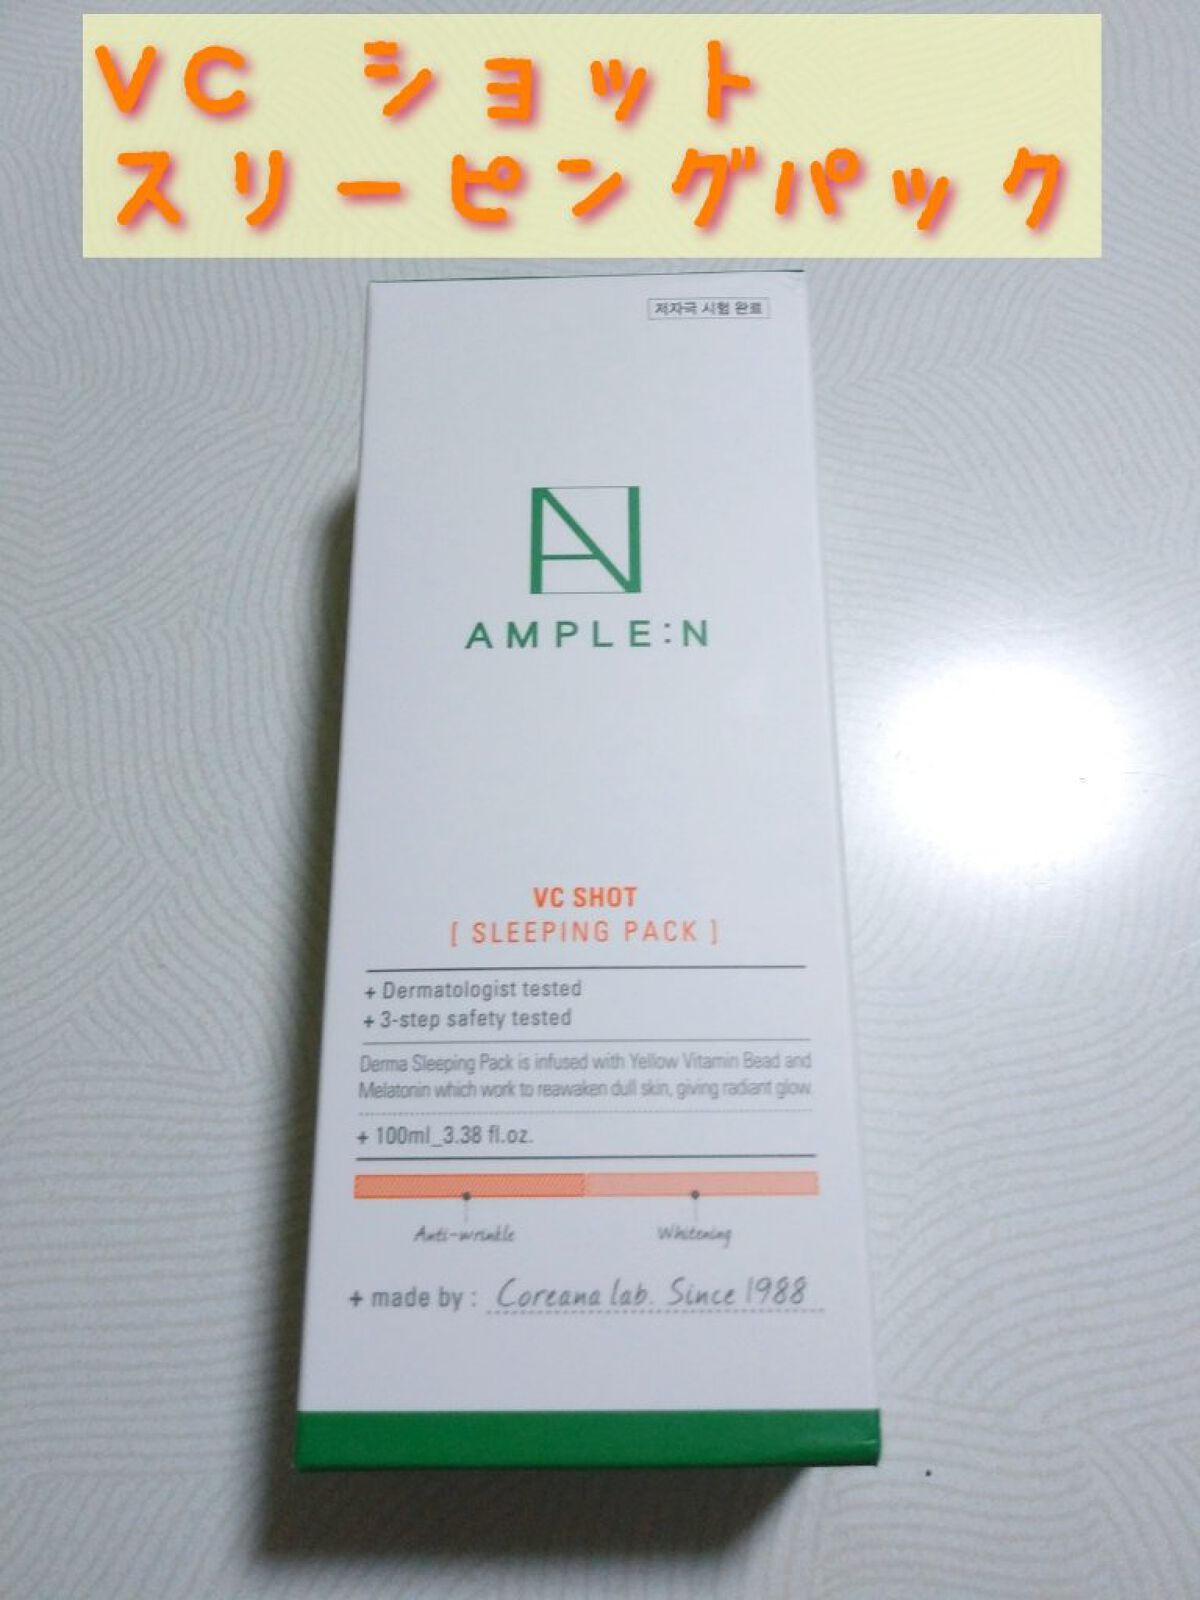 VC ショット
スリーピングパック
저자극 시험 완료
AMPLE:N
VC SHOT
[ SLEEPING PACK ]
+ Dermatologist tested
+ 3-step safety tested
Derma Sleeping Pack is infused with Yellow Vitamin Bead and
Melatonin which work to reawaken dull skin, giving radiant glow
+ 100ml_3.38 fl.oz.
Anti-wrinkle Whitening
+ made by : Coreana lab. Since 1988